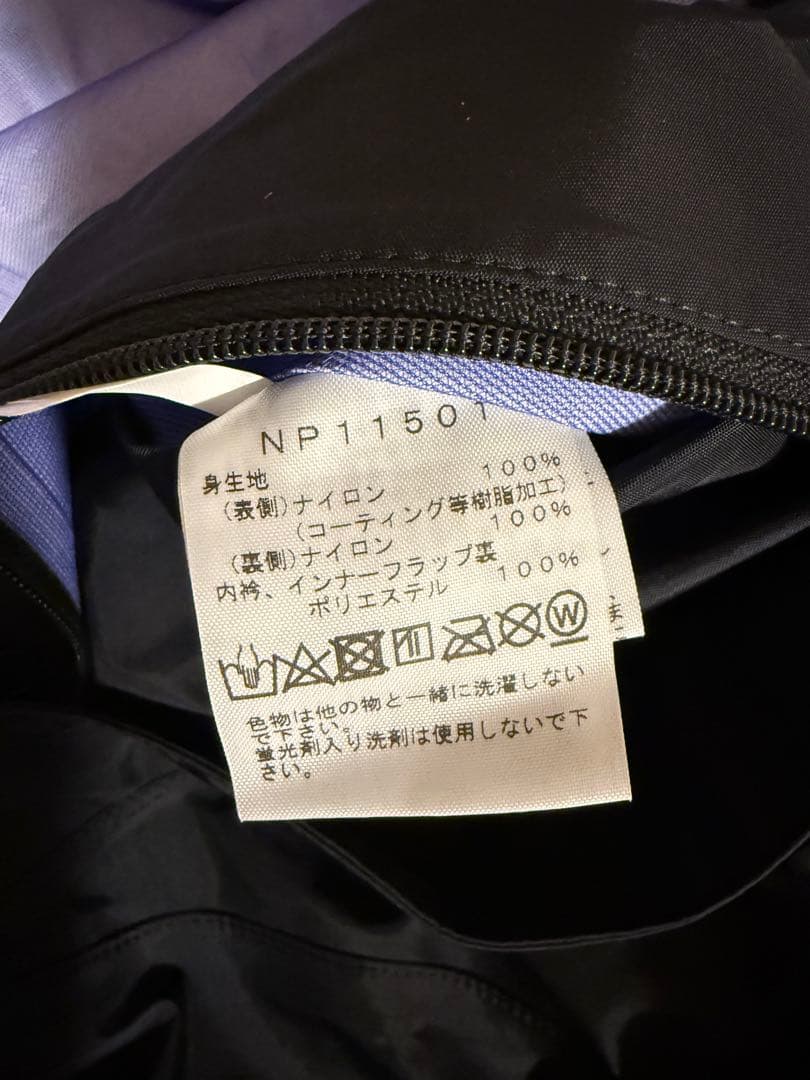 NP11501
身生地
(表側)ナイロン 100%
(コーティング等樹脂加工)
(裏側)ナイロン 100%
内衿、インナーフラップ裏
ポリエステル 100%
W
色物は他の物と一緒に洗濯しない
で下さい。
蛍光剤入り洗剤は使用しないで下
さい。